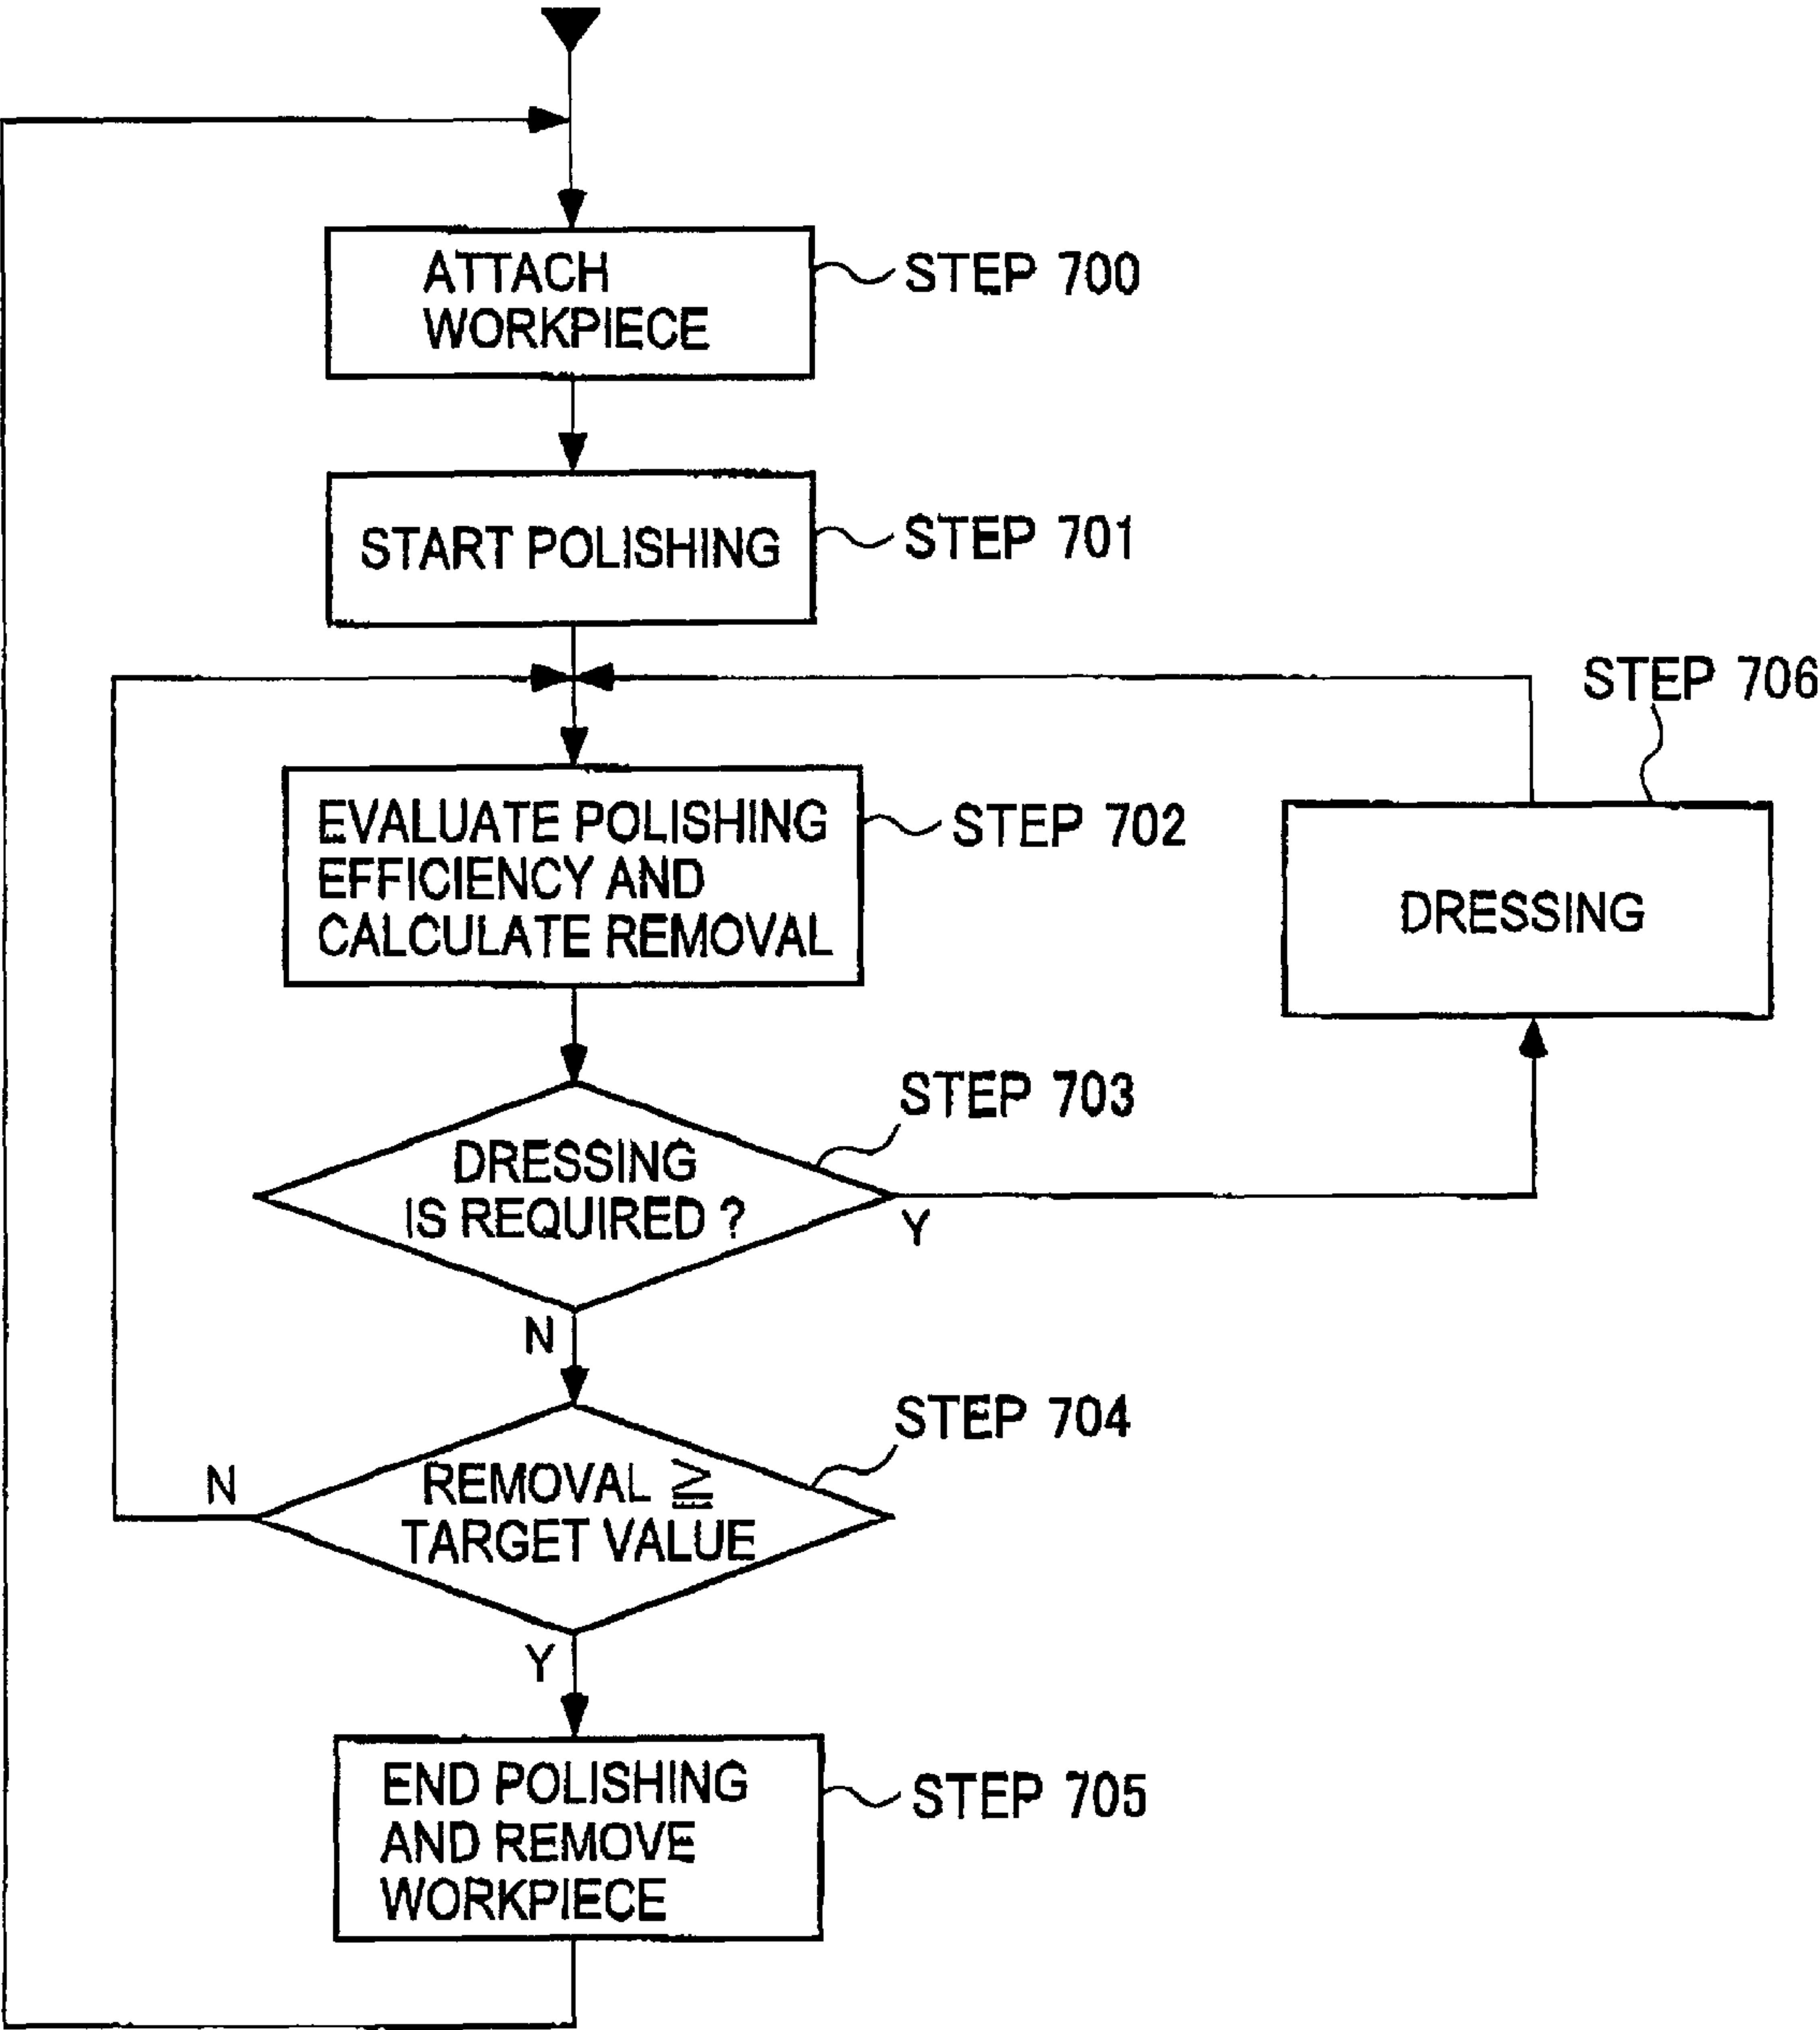 ATTACH
WORKPIECE
STEP 700
START POLISHING
STEP 701
STEP 706
EVALUATE POLISHING
EFFICIENCY AND
CALCULATE REMOVAL
STEP 702
DRESSING
STEP 703
DRESSING
IS REQUIRED ?
Y
N
STEP 704
REMOVAL ≧
TARGET VALUE
N
Y
END POLISHING
AND REMOVE
WORKPIECE
STEP 705